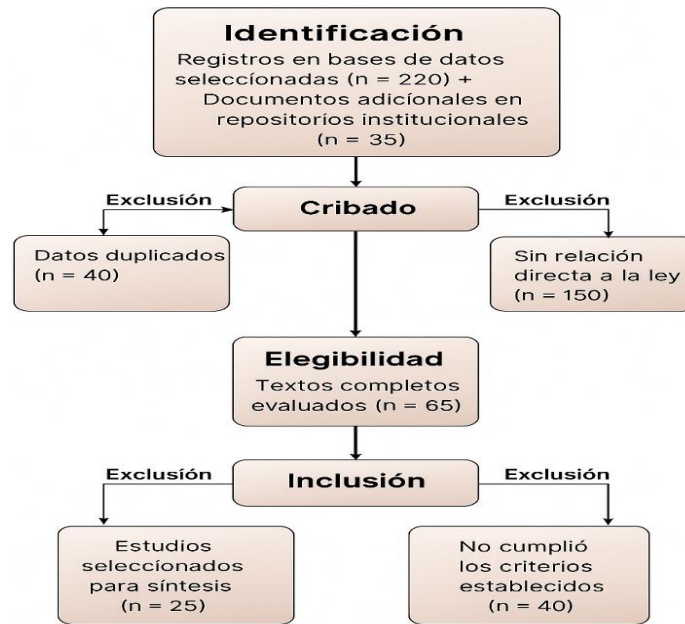 Identificación
Registros en bases de datos
seleccíonadas (n = 220) +
Documentos adicíonales en
repositoríos institucionales
(n = 35)
Exclusíón
Cribado
Exclusión
Datos duplicados
(n = 40)
Sin relación
directa a la ley
(n = 150)
Elegibilidad
Textos completos
evaluados (n = 65)
Exclusíón
Inclusión
Exclusión
Estudios
seleccíonados
para síntesis
(n = 25)
No cumplió
los criterios
establecidos
(n = 40)